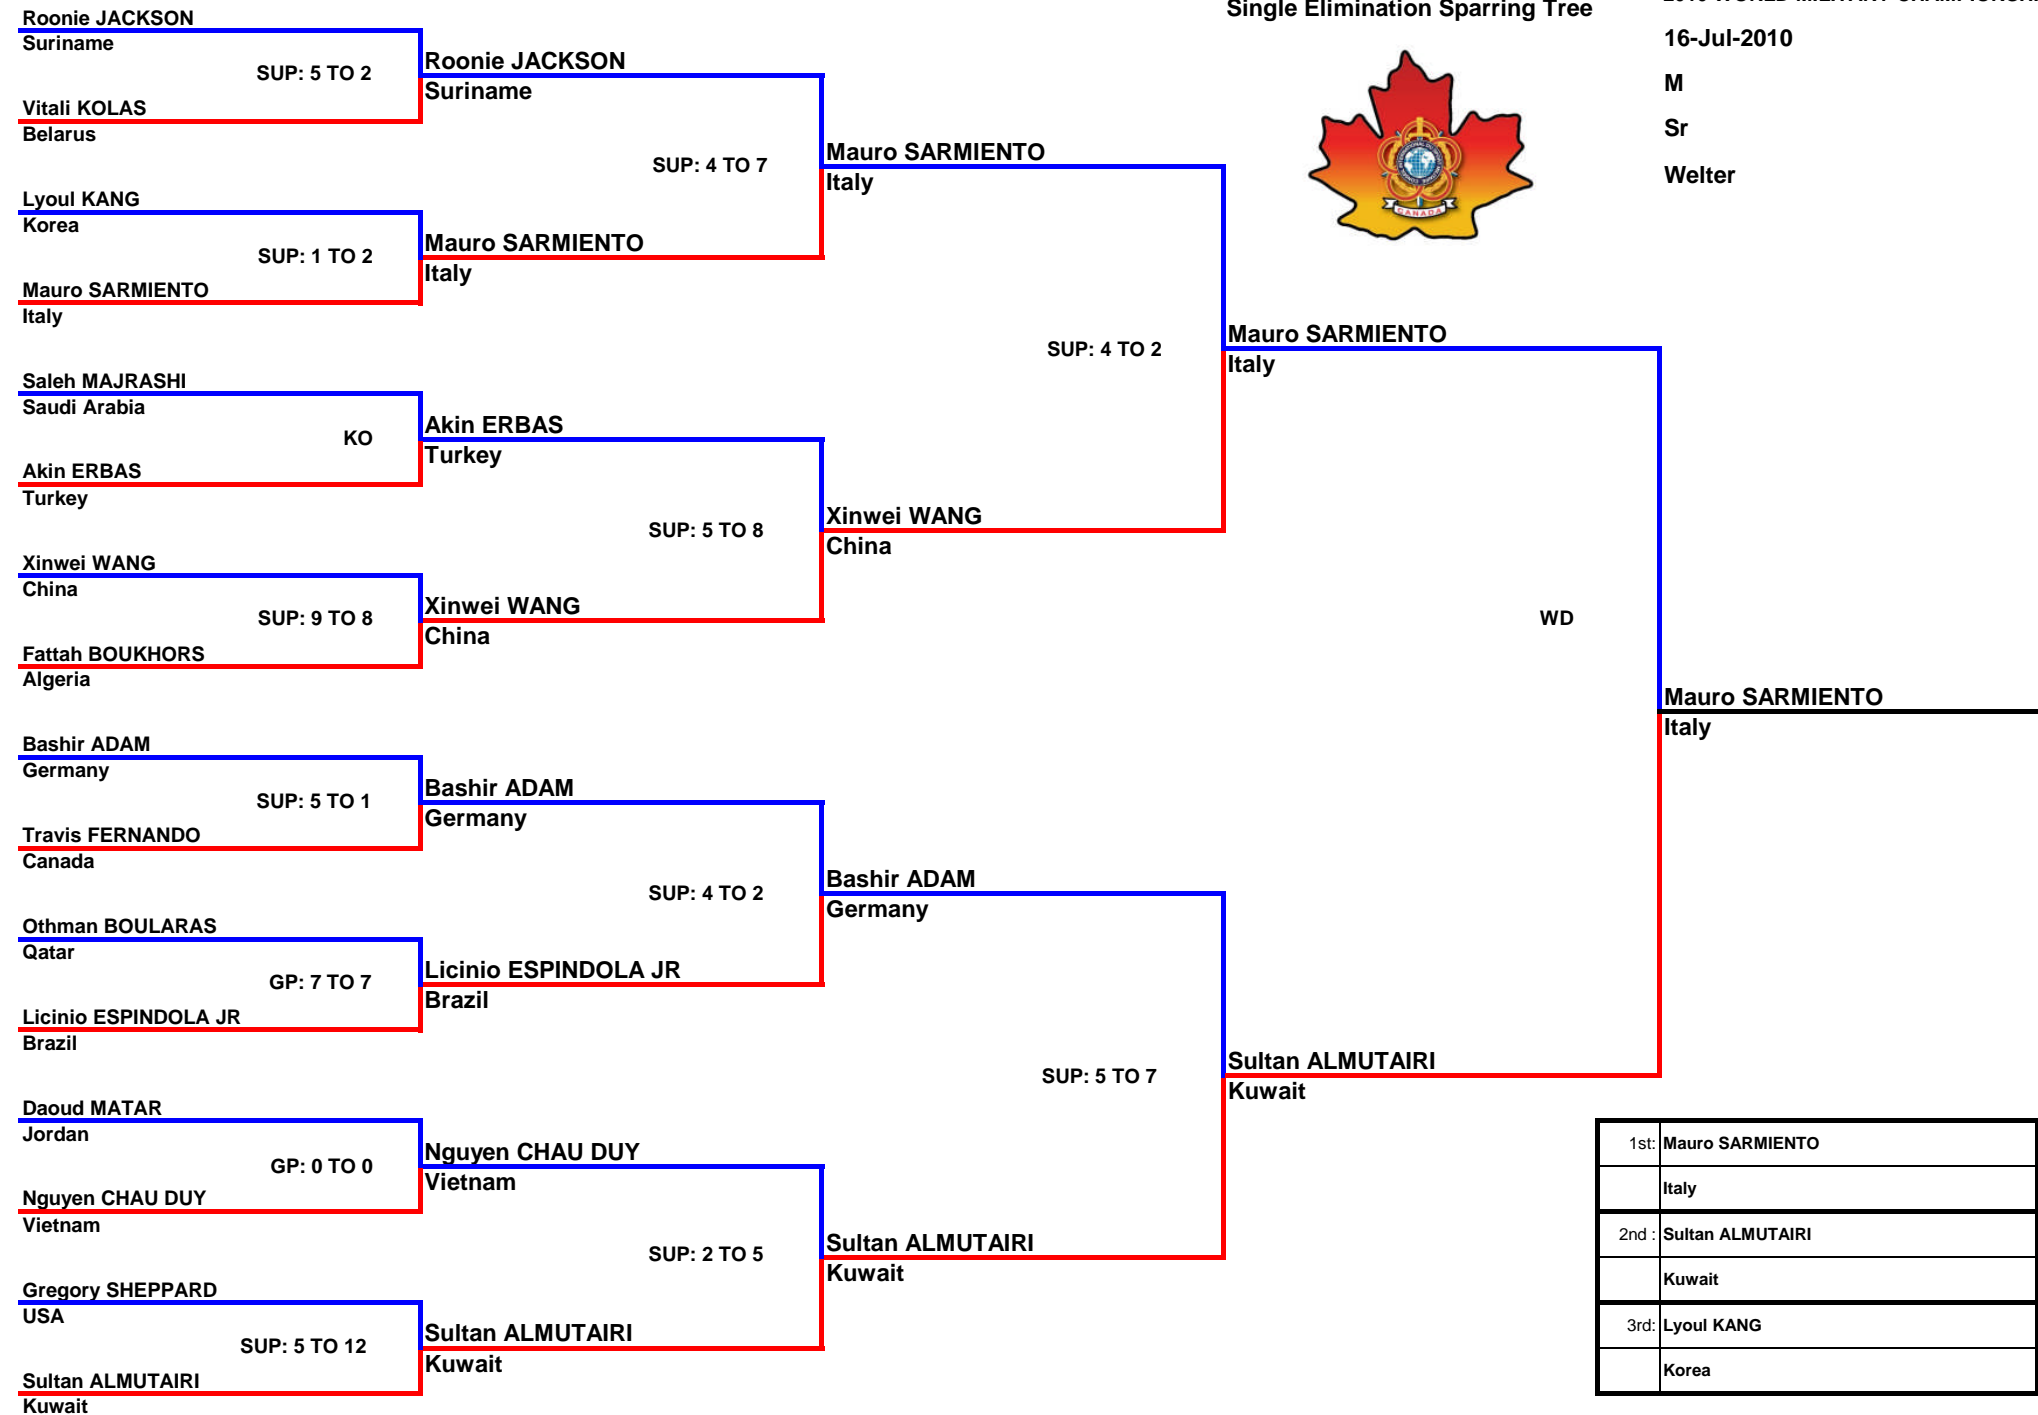 Single Elimination Sparring Tree
16-Jul-2010
M
Sr
Welter
CANADA
Roonie JACKSON
Suriname
SUP: 5 TO 2
Vitali KOLAS
Belarus
Lyoul KANG
Korea
SUP: 1 TO 2
Mauro SARMIENTO
Italy
Saleh MAJRASHI
Saudi Arabia
KO
Akin ERBAS
Turkey
Xinwei WANG
China
SUP: 9 TO 8
Fattah BOUKHORS
Algeria
Bashir ADAM
Germany
SUP: 5 TO 1
Travis FERNANDO
Canada
Othman BOULARAS
Qatar
GP: 7 TO 7
Licinio ESPINDOLA JR
Brazil
Daoud MATAR
Jordan
GP: 0 TO 0
Nguyen CHAU DUY
Vietnam
Gregory SHEPPARD
USA
SUP: 5 TO 12
Sultan ALMUTAIRI
Kuwait
Roonie JACKSON
Suriname
SUP: 4 TO 7
Mauro SARMIENTO
Italy
Akin ERBAS
Turkey
SUP: 5 TO 8
Xinwei WANG
China
Bashir ADAM
Germany
SUP: 4 TO 2
Licinio ESPINDOLA JR
Brazil
Nguyen CHAU DUY
Vietnam
SUP: 2 TO 5
Sultan ALMUTAIRI
Kuwait
Mauro SARMIENTO
Italy
SUP: 4 TO 2
Xinwei WANG
China
Bashir ADAM
Germany
SUP: 5 TO 7
Sultan ALMUTAIRI
Kuwait
Mauro SARMIENTO
Italy
WD
Sultan ALMUTAIRI
Kuwait
Mauro SARMIENTO
Italy
1st: Mauro SARMIENTO
Italy
2nd : Sultan ALMUTAIRI
Kuwait
3rd: Lyoul KANG
Korea